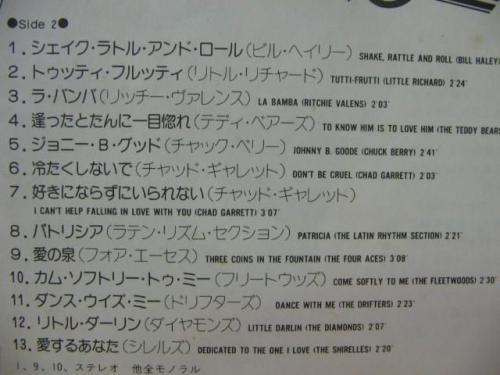 ●Side 2●
1. シェイク・ラトル・アンド・ロール(ビル・ヘイリー) SHAKE, RATTLE AND ROLL (BILL HALEY)
2. トゥッティ・フルッティ(リトル・リチャード) TUTTI-FRUTTI (LITTLE RICHARD) 2′24″
3. ラ・バンバ(リッチー・ヴァレンス) LA BAMBA (RITCHIE VALENS) 2′03″
4. 逢ったとたんに一目惚れ(テディ・ベアーズ) TO KNOW HIM IS TO LOVE HIM (THE TEDDY BEARS
5. ジョニー・B・グッド(チャック・ベリー) JOHNNY B. GOODE (CHUCK BERRY) 2′41″
6. 冷たくしないで(チャッド・ギャレット) DON'T BE CRUEL (CHAD GARRETT) 2′03″
7. 好きにならずにいられない(チャッド・ギャレット)
I CAN'T HELP FALLING IN LOVE WITH YOU (CHAD GARRETT) 3′07″
8. パトリシア(ラテン・リズム・セクション) PATRICIA (THE LATIN RHYTHM SECTION) 2′21″
9. 愛の泉(フォア・エーセス) THREE COINS IN THE FOUNTAIN (THE FOUR ACES) 3′08″
10. カム・ソフトリー・トゥ・ミー(フリートウッズ) COME SOFTLY TO ME (THE FLEETWOODS) 2′30″
11. ダンス・ウイズ・ミー(ドリフターズ) DANCE WITH ME (THE DRIFTERS) 2′23″
12. リトル・ダーリン(ダイヤモンズ) LITTLE DARLIN (THE DIAMONDS) 2′07″
13. 愛するあなた(シレルズ) DEDICATED TO THE ONE I LOVE (THE SHIRELLES) 2′20″
1、9、10、ステレオ 他全モノラル